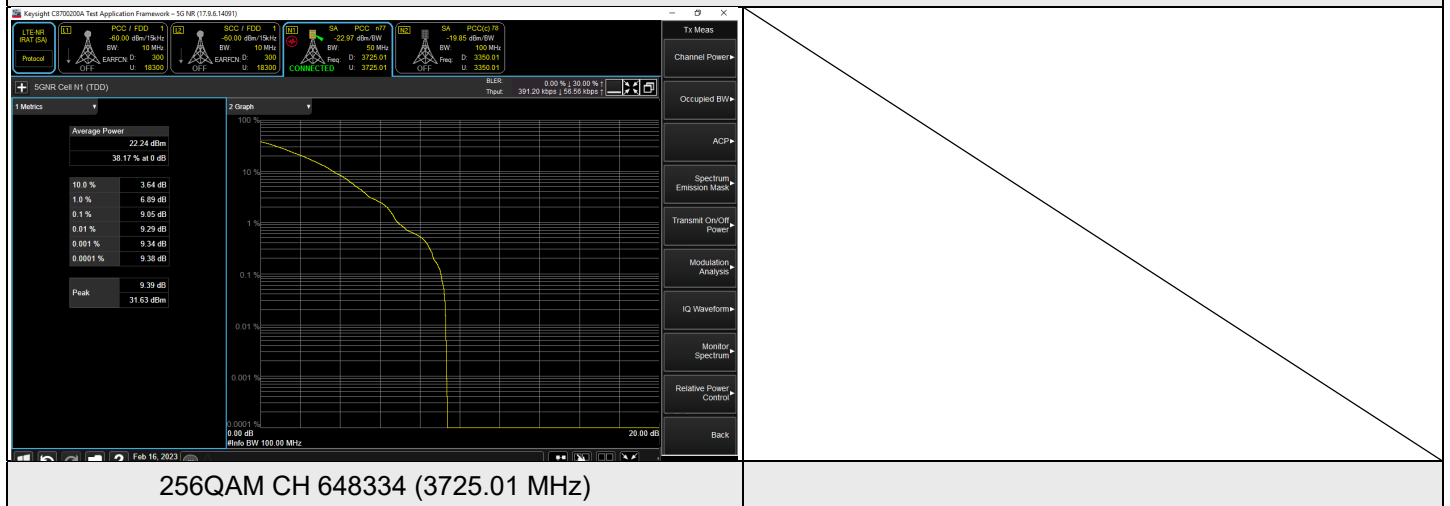 Keysight C8700200A Test Application Framework – 5G NR (17.9.6.14091)
LTE-NR
IRAT (SA)
Protocol
L1
PCC / FDD 1
-60.00 dBm/15kHz
BW: 10 MHz
EARFCN: D: 300
U: 18300
OFF
L2
SCC / FDD 1
-60.00 dBm/15kHz
BW: 10 MHz
EARFCN: D: 300
U: 18300
OFF
N1
SA PCC n77
-22.97 dBm/BW
BW: 50 MHz
Freq: D: 3725.01
U: 3725.01
CONNECTED
N2
SA PCC(c) 78
-19.85 dBm/BW
BW: 100 MHz
Freq: D: 3350.01
U: 3350.01
OFF
5GNR Cell N1 (TDD)
BLER: 0.00 % ↓ 30.00 % ↑
Thput: 391.20 kbps ↓ 56.56 kbps ↑
1 Metrics
Average Power
22.24 dBm
38.17 % at 0 dB
10.0 % 3.64 dB
1.0 % 6.89 dB
0.1 % 9.05 dB
0.01 % 9.29 dB
0.001 % 9.34 dB
0.0001 % 9.38 dB
Peak
9.39 dB
31.63 dBm
2 Graph
100 %
10 %
1 %
0.1 %
0.01 %
0.001 %
0.0001 %
0.00 dB 20.00 dB
#Info BW 100.00 MHz
Tx Meas
Channel Power
Occupied BW
ACP
Spectrum
Emission Mask
Transmit On/Off
Power
Modulation
Analysis
IQ Waveform
Monitor
Spectrum
Relative Power
Control
Back
Feb 16, 2023
256QAM CH 648334 (3725.01 MHz)